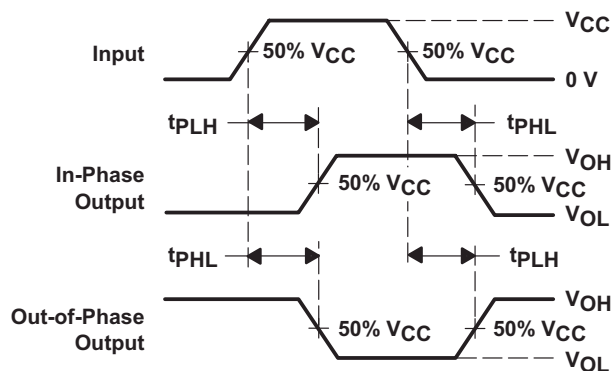 VCC
Input
50% VCC
50% VCC
0 V
tPLH
tPHL
VOH
In-Phase
Output
50% VCC
50% VCC
VOL
tPHL
tPLH
VOH
Out-of-Phase
Output
50% VCC
50% VCC
VOL